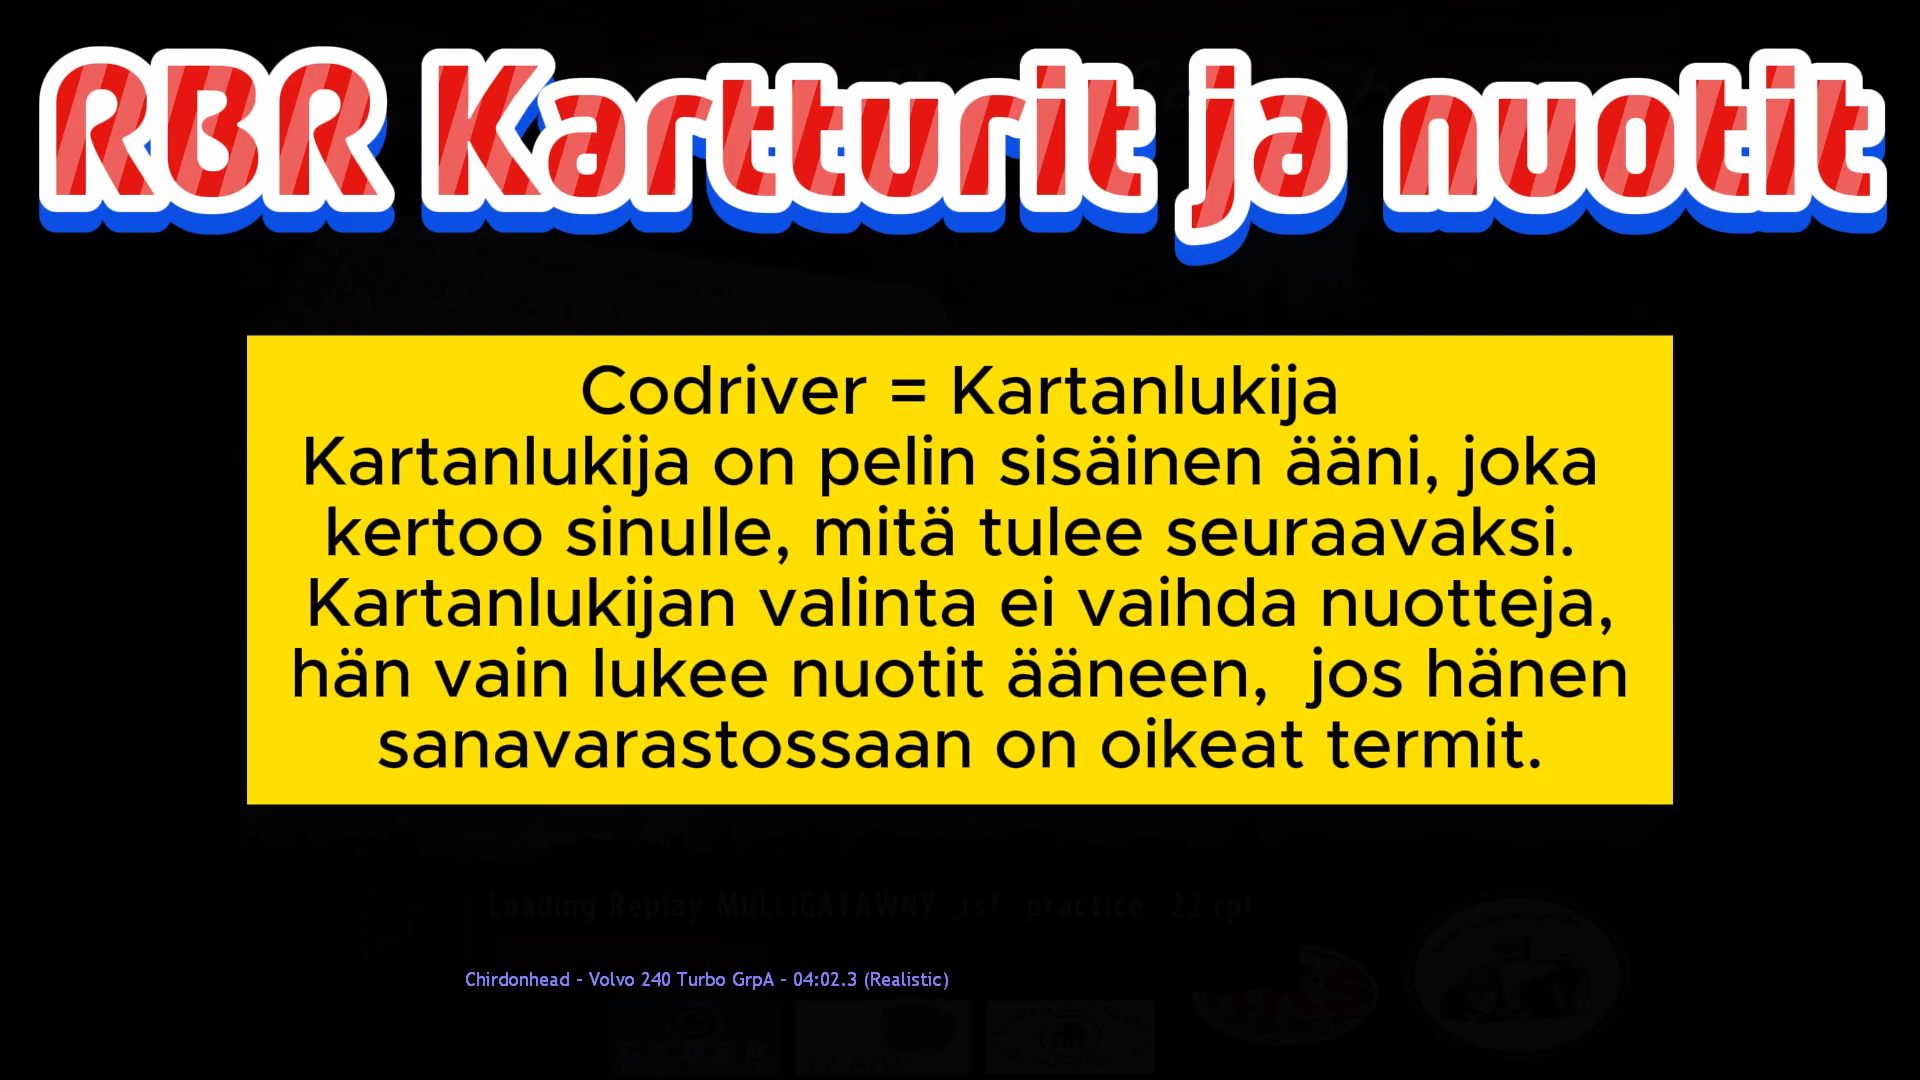 RBR Kartturit ja nuotit
Codriver = Kartanlukija
Kartanlukija on pelin sisäinen ääni, joka
kertoo sinulle, mitä tulee seuraavaksi.
Kartanlukijan valinta ei vaihda nuotteja,
hän vain lukee nuotit ääneen,  jos hänen
sanavarastossaan on oikeat termit.
Loading Replay MULLIGATAWNY_rsf_practice_22.rpl
Chirdonhead - Volvo 240 Turbo GrpA - 04:02.3 (Realistic)